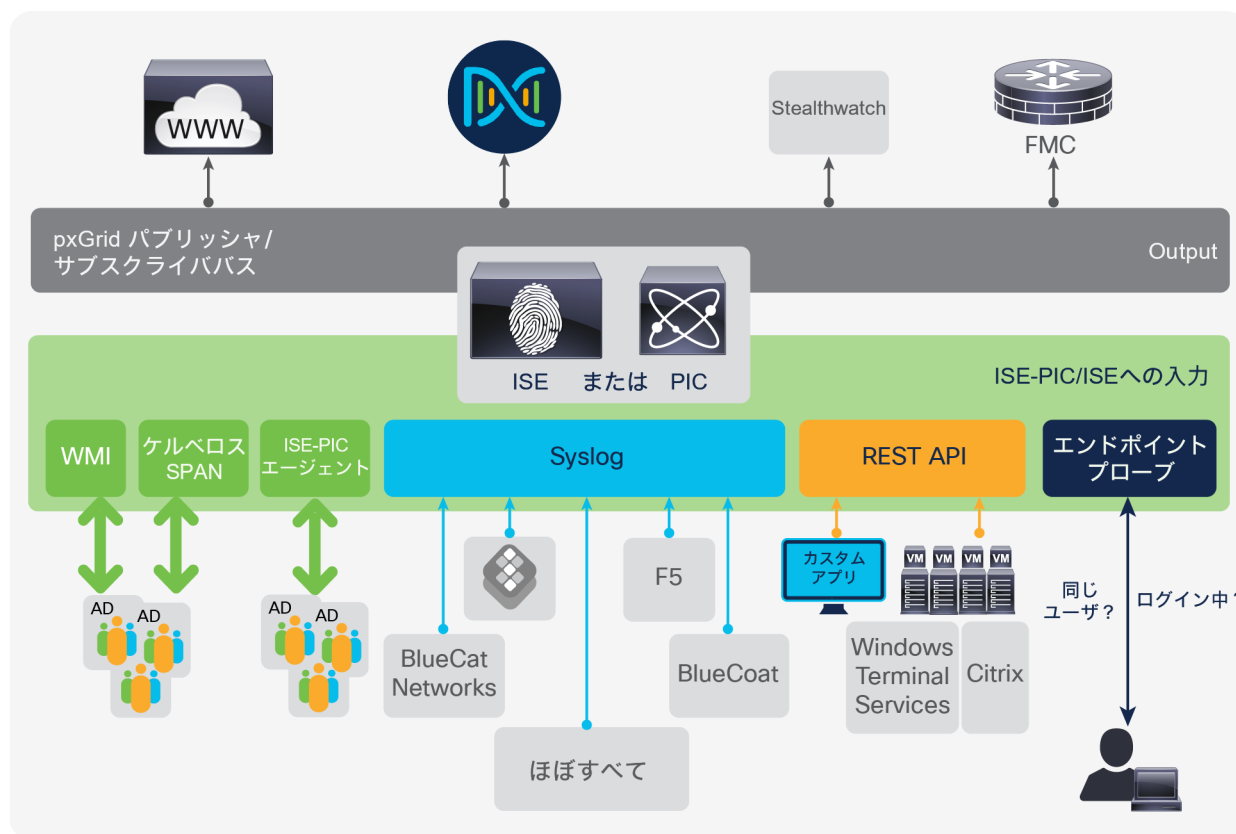 WWW
Stealthwatch
FMC
pxGrid パブリッシャ/
サブスクライババス
Output
ISE または PIC
ISE-PIC/ISEへの入力
WMI
ケルベロス
SPAN
ISE-PIC
エージェント
Syslog
REST API
エンドポイント
プローブ
AD
AD
AD
AD
BlueCat
Networks
F5
BlueCoat
ほぼすべて
カスタム
アプリ
VM
VM
VM
VM
Windows
Terminal
Services
Citrix
同じ
ユーザ？
ログイン中？